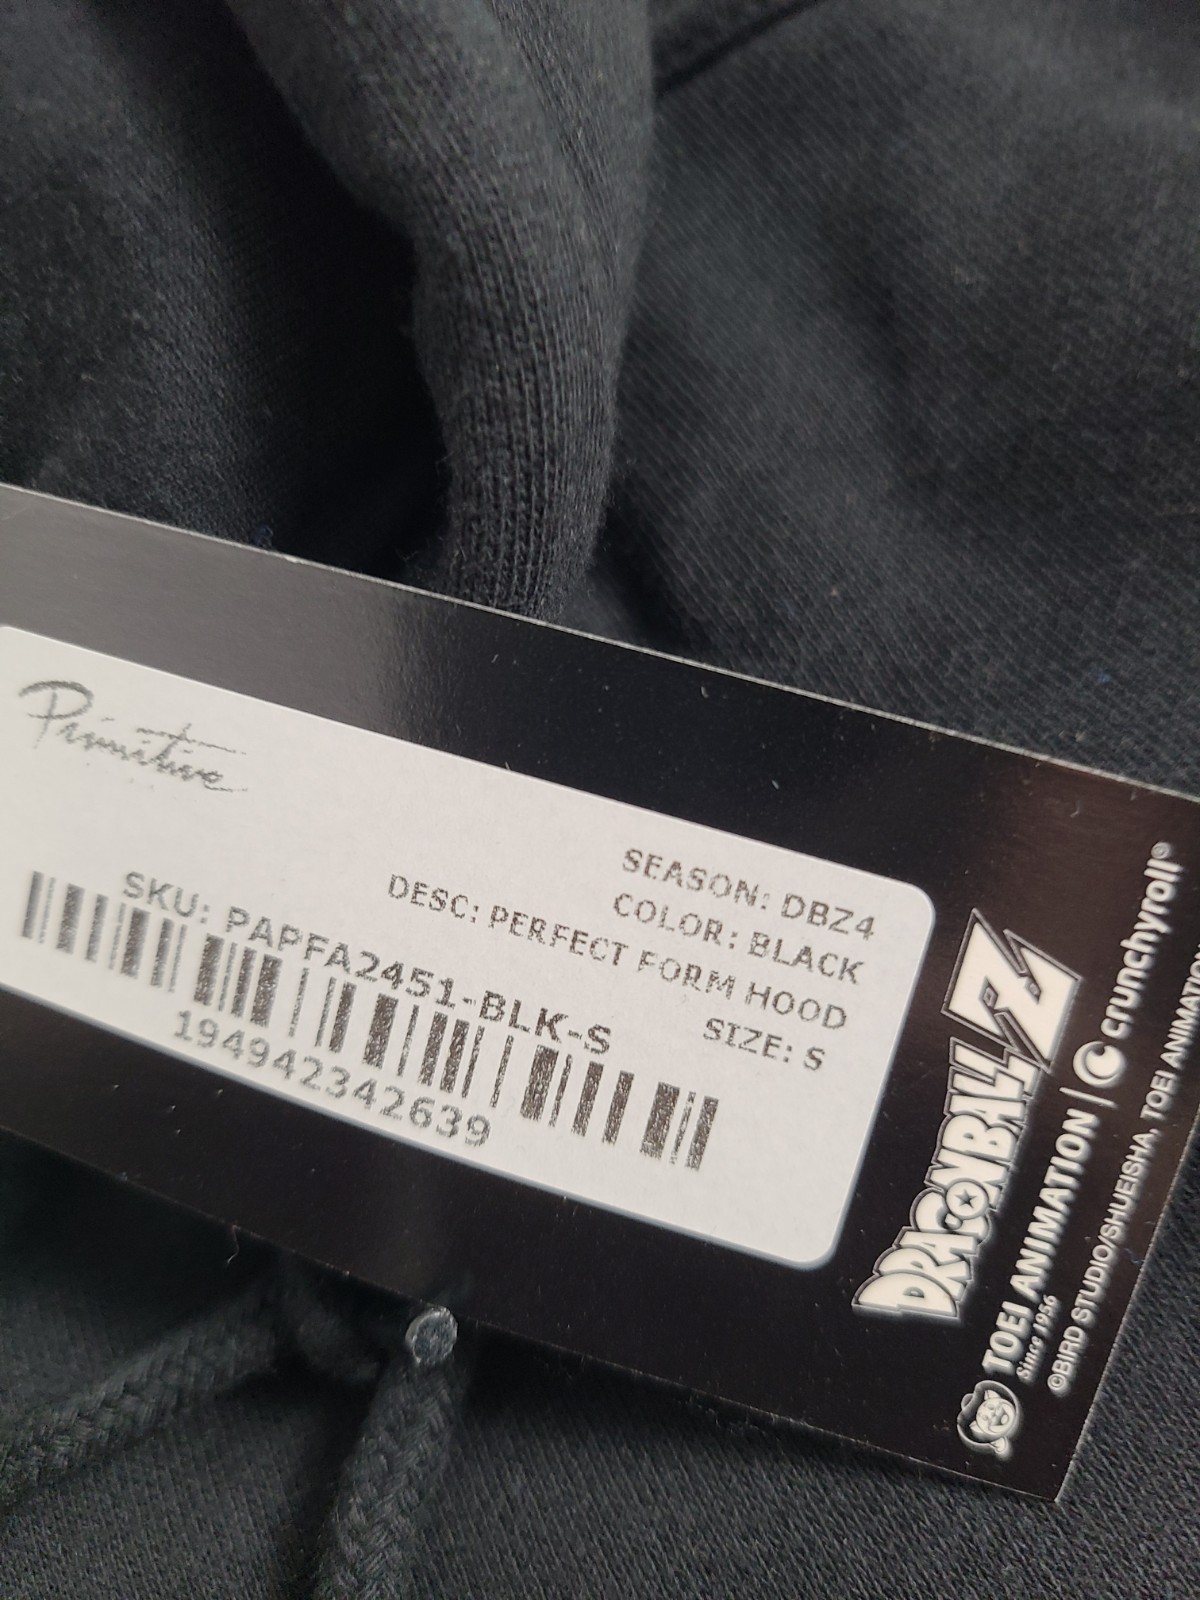 Primitive
SEASON: DBZ4
COLOR: BLACK
DESC: PERFECT FORM HOOD
SIZE: S
SKU: PAPFA2451-BLK-S
194942342639
DRAGONBALL Z
TOEI ANIMATION | crunchyroll®
Since 1956
©BIRD STUDIO/SHUEISHA, TOEI ANIMATION